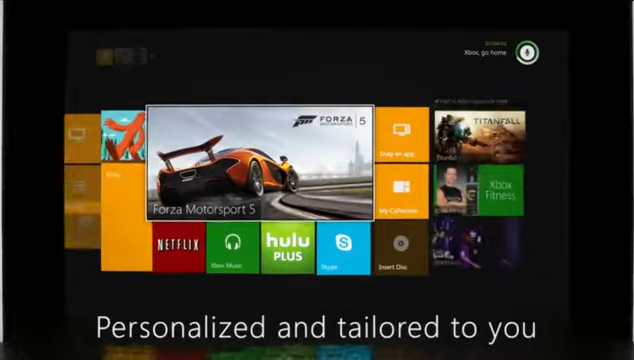 Xbox, go home
FORZA
MOTORSPORT 5
TITANFALL
Snap an app
Titanfall
Xbox
Fitness
Forza Motorsport 5
My Collection
NETFLIX
Xbox Music
hulu
PLUS
Skype
Insert Disc
Personalized and tailored to you